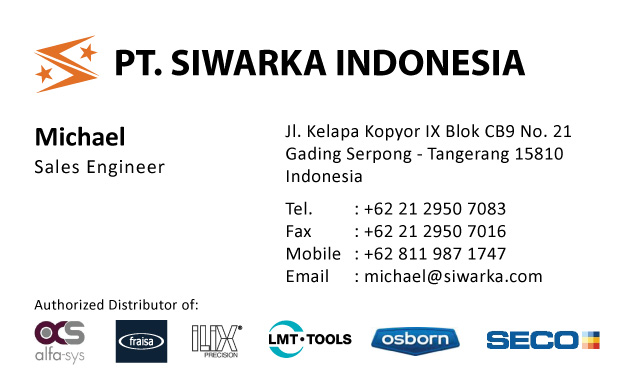 PT. SIWARKA INDONESIA
Michael
Sales Engineer
Jl. Kelapa Kopyor IX Blok CB9 No. 21
Gading Serpong - Tangerang 15810
Indonesia
Tel. : +62 21 2950 7083
Fax : +62 21 2950 7016
Mobile : +62 811 987 1747
Email : michael@siwarka.com
Authorized Distributor of:
acs
alfa-sys
fraisa
iLiX
PRECISION
LMT•TOOLS
osborn
SECO